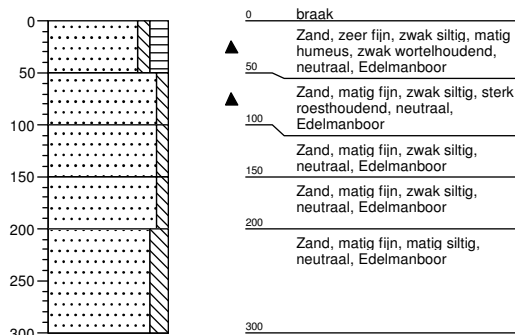 0
50
100
150
200
250
300
0 braak
Zand, zeer fijn, zwak siltig, matig
humeus, zwak wortelhoudend,
neutraal, Edelmanboor
50
Zand, matig fijn, zwak siltig, sterk
roesthoudend, neutraal,
Edelmanboor
100
Zand, matig fijn, zwak siltig,
neutraal, Edelmanboor
150
Zand, matig fijn, zwak siltig,
neutraal, Edelmanboor
200
Zand, matig fijn, matig siltig,
neutraal, Edelmanboor
300